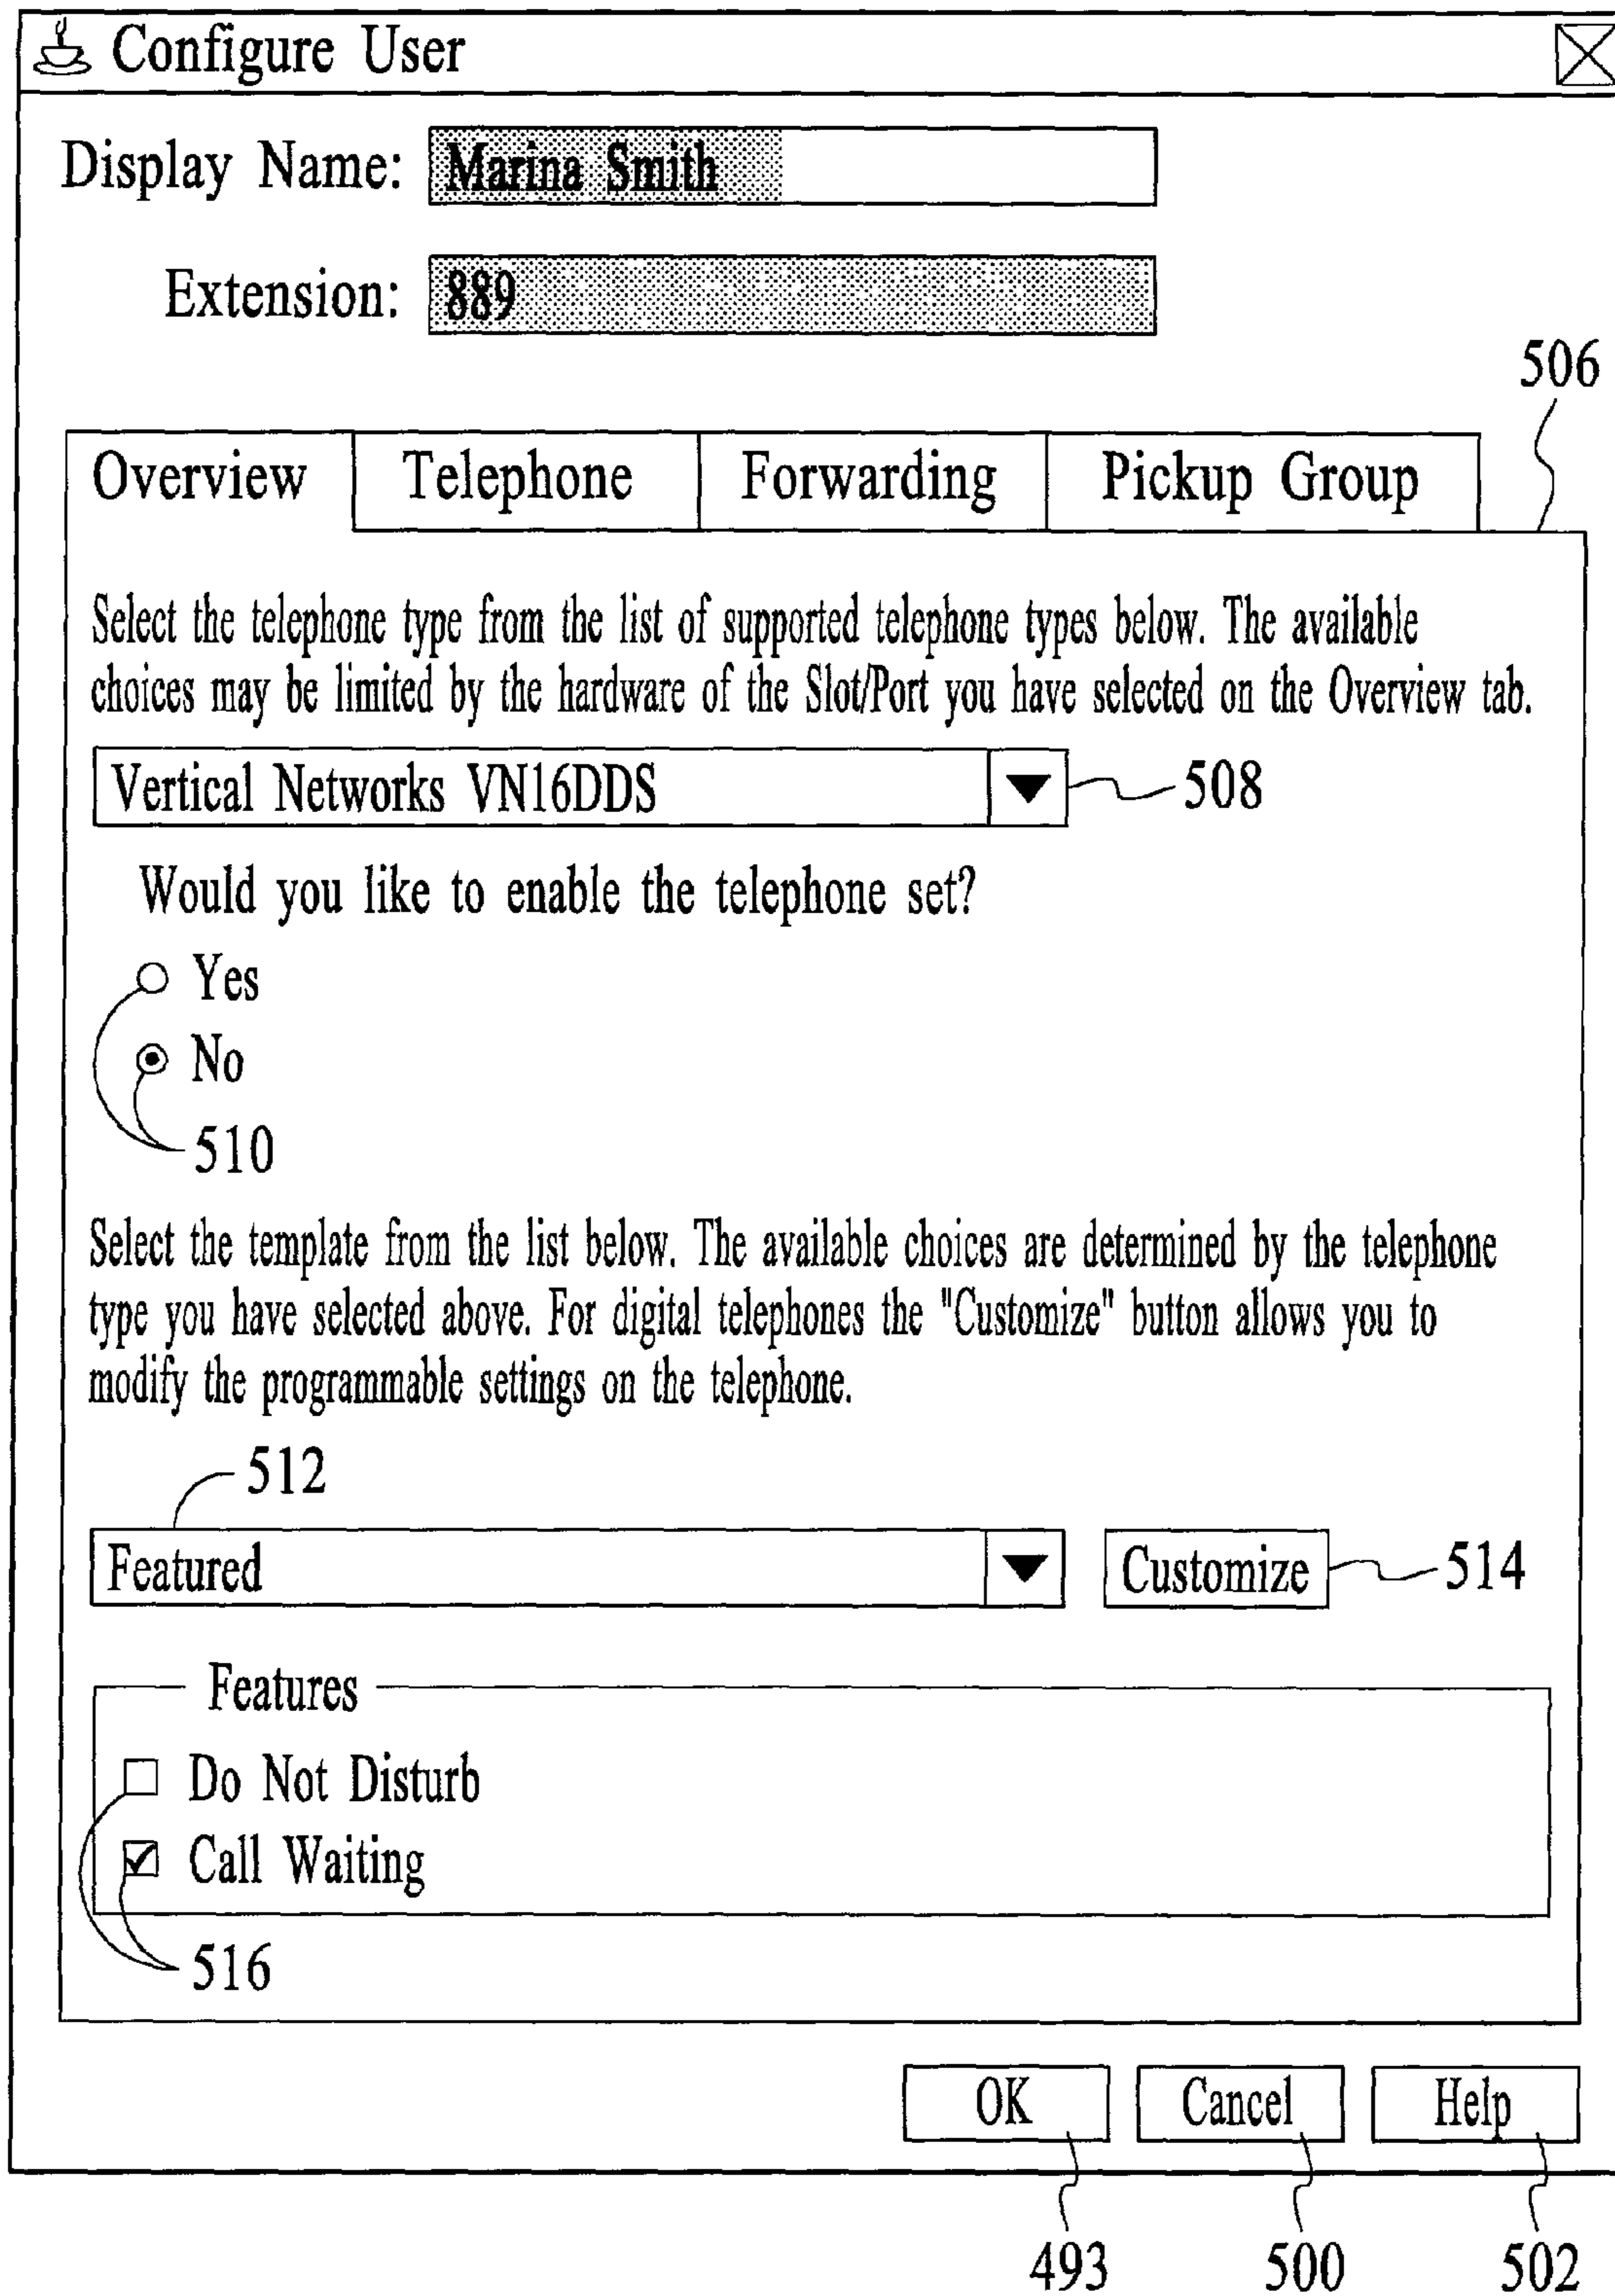 Configure User
Display Name: Marina Smith
Extension: 889
506
Overview Telephone Forwarding Pickup Group
Select the telephone type from the list of supported telephone types below. The available
choices may be limited by the hardware of the Slot/Port you have selected on the Overview tab.
Vertical Networks VN16DDS 508
Would you like to enable the telephone set?
Yes
No
510
Select the template from the list below. The available choices are determined by the telephone
type you have selected above. For digital telephones the "Customize" button allows you to
modify the programmable settings on the telephone.
512
Featured Customize 514
Features
Do Not Disturb
Call Waiting
516
OK Cancel Help
493 500 502